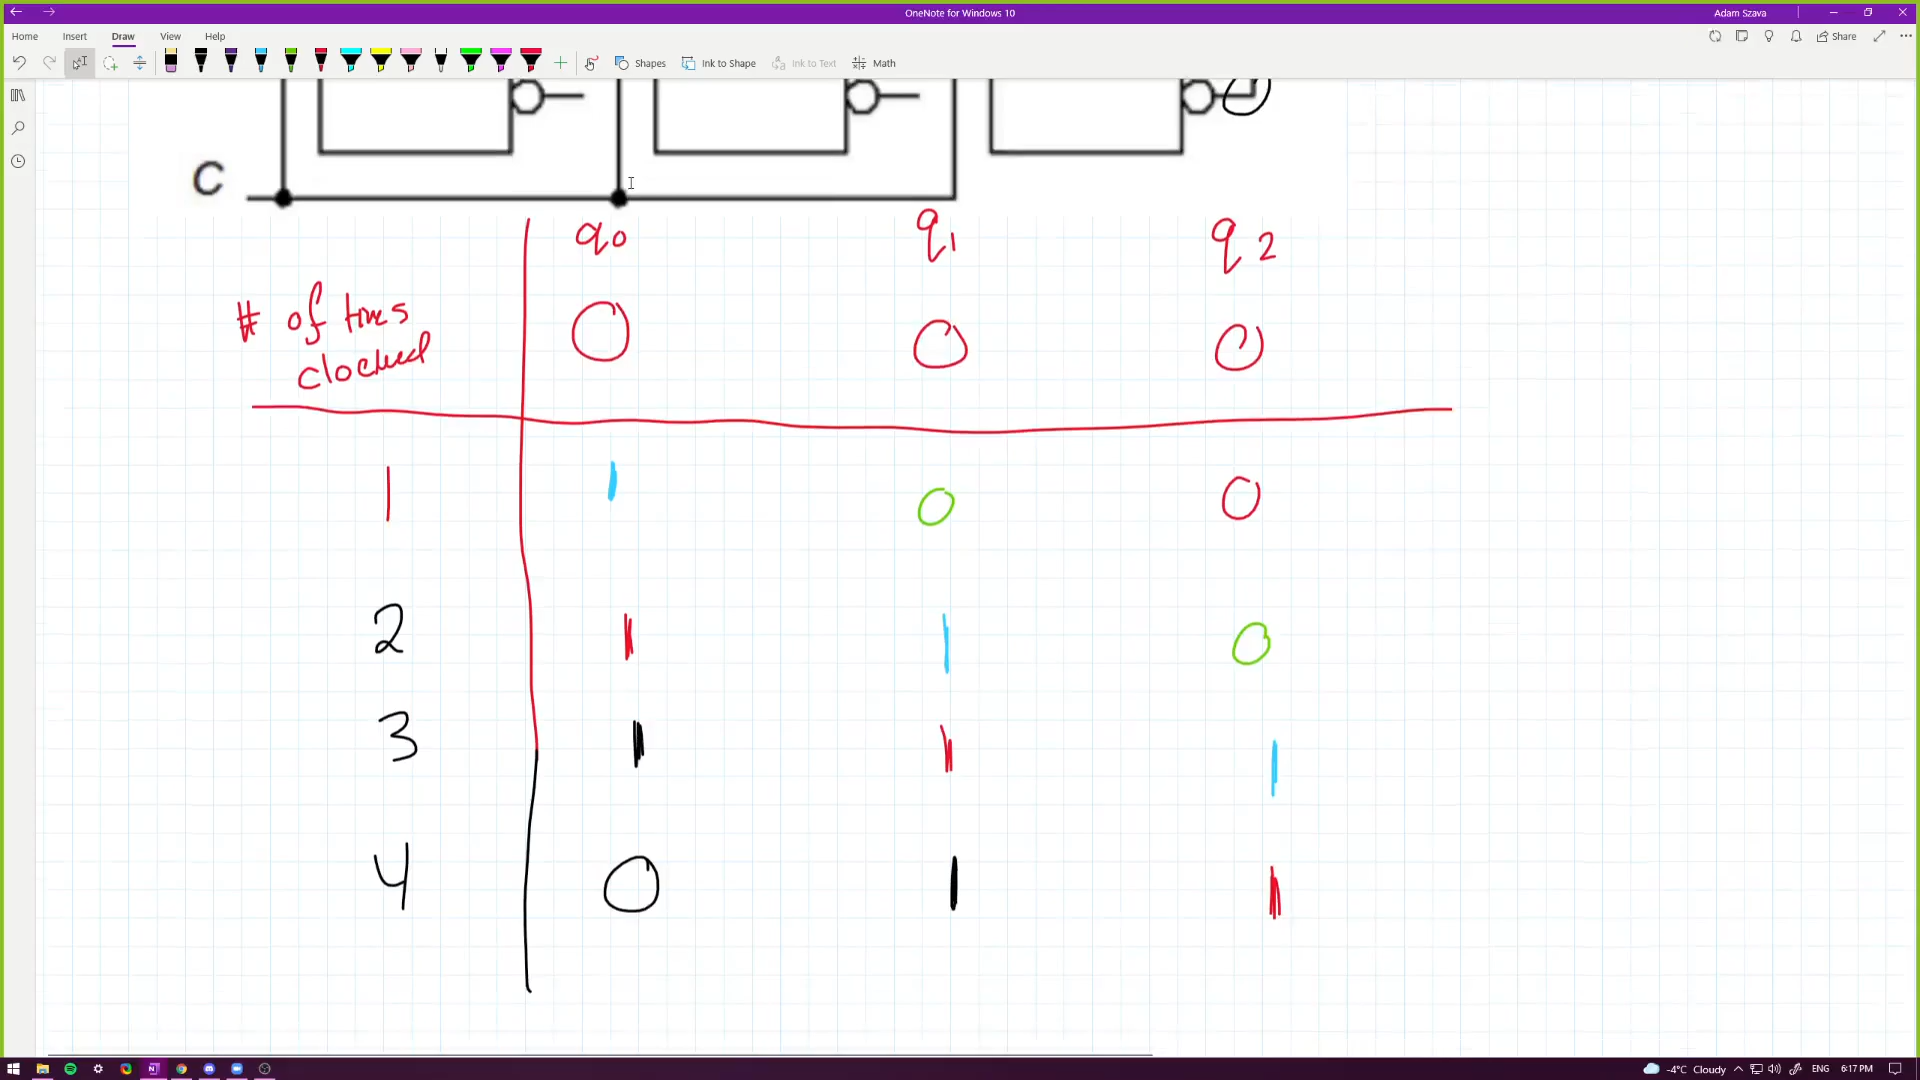 OneNote for Windows 10
Adam Szava
Home Insert Draw View Help
Share
Shapes Ink to Shape Ink to Text Math
C
q0 q1 q2
# of times 0 0 0
clocked
1 1 0 0
2 1 1 0
3 1 1 1
4 0 1 1
-4°C Cloudy ENG 6:17 PM